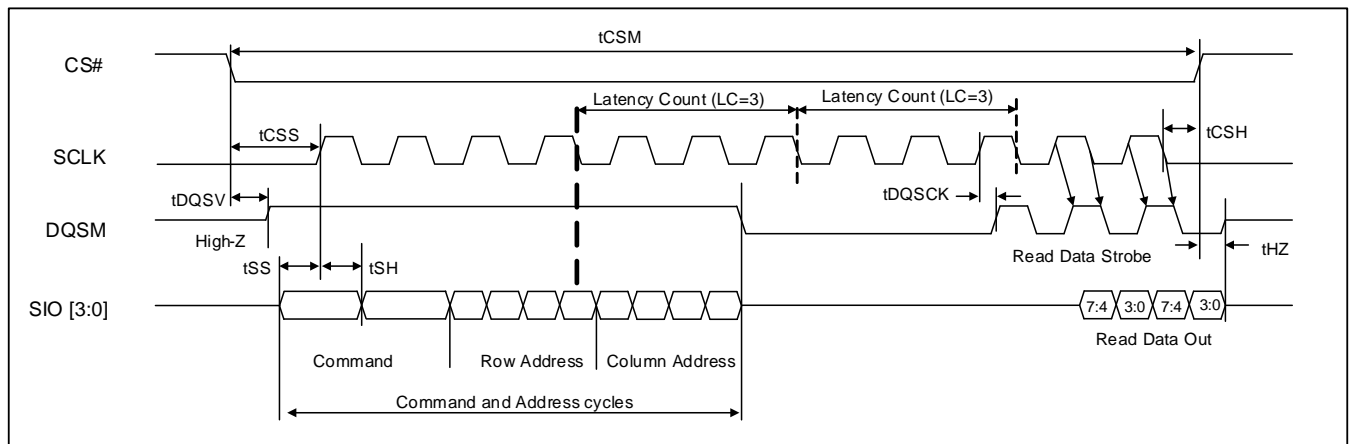 tCSM
CS#
Latency Count (LC=3)
Latency Count (LC=3)
tCSS
tCSH
SCLK
tDQSV
tDQSCK
DQSM
High-Z
Read Data Strobe
tHZ
tSS
tSH
SIO [3:0]
7:4 3:0 7:4 3:0
Read Data Out
Command
Row Address
Column Address
Command and Address cycles